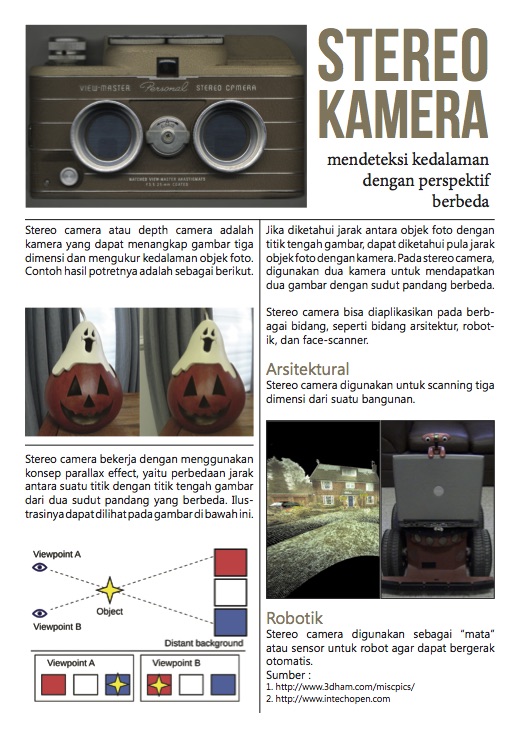 VIEW-MASTER Personal STEREO CAMERA
MATCHED VIEW-MASTER ANASTIGMATS
F3.5 25 mm COATED
STEREO
KAMERA
mendeteksi kedalaman
dengan perspektif
berbeda
Stereo camera atau depth camera adalah
kamera yang dapat menangkap gambar tiga
dimensi dan mengukur kedalaman objek foto.
Contoh hasil potretnya adalah sebagai berikut.
Stereo camera bekerja dengan menggunakan
konsep parallax effect, yaitu perbedaan jarak
antara suatu titik dengan titik tengah gambar
dari dua sudut pandang yang berbeda. Ilus-
trasinya dapat dilihat pada gambar di bawah ini.
Viewpoint A
Object
Viewpoint B
Distant background
Viewpoint A
Viewpoint B
Jika diketahui jarak antara objek foto dengan
titik tengah gambar, dapat diketahui pula jarak
objek foto dengan kamera. Pada stereo camera,
digunakan dua kamera untuk mendapatkan
dua gambar dengan sudut pandang berbeda.
Stereo camera bisa diaplikasikan pada berb-
agai bidang, seperti bidang arsitektur, robot-
ik, dan face-scanner.
Arsitektural
Stereo camera digunakan untuk scanning tiga
dimensi dari suatu bangunan.
Robotik
Stereo camera digunakan sebagai "mata"
atau sensor untuk robot agar dapat bergerak
otomatis.
Sumber :
1. http://www.3dham.com/miscpics/
2. http://www.intechopen.com